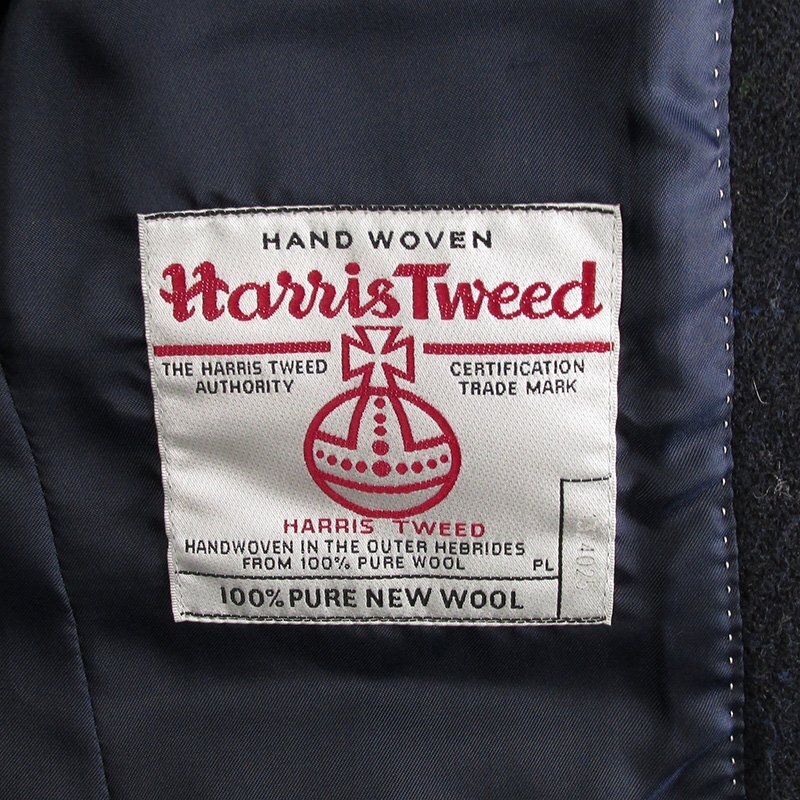 HAND WOVEN
Harris Tweed
THE HARRIS TWEED
AUTHORITY
CERTIFICATION
TRADE MARK
HARRIS TWEED
HANDWOVEN IN THE OUTER HEBRIDES
FROM 100% PURE WOOL
PL
100% PURE NEW WOOL